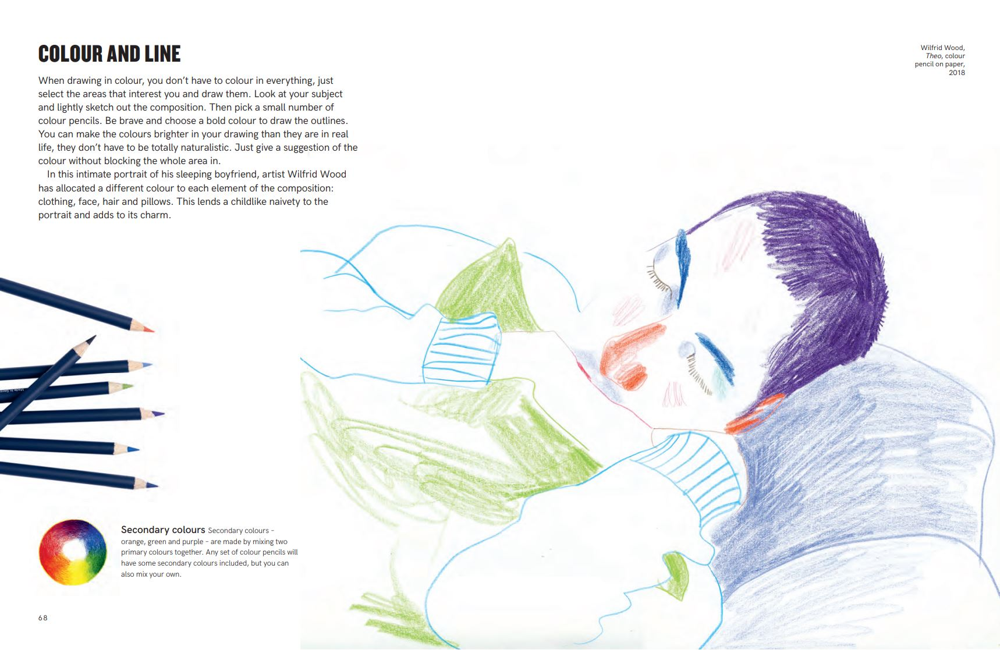 COLOUR AND LINE
When drawing in colour, you don’t have to colour in everything, just
select the areas that interest you and draw them. Look at your subject
and lightly sketch out the composition. Then pick a small number of
colour pencils. Be brave and choose a bold colour to draw the outlines.
You can make the colours brighter in your drawing than they are in real
life, they don’t have to be totally naturalistic. Just give a suggestion of the
colour without blocking the whole area in.
In this intimate portrait of his sleeping boyfriend, artist Wilfrid Wood
has allocated a different colour to each element of the composition:
clothing, face, hair and pillows. This lends a childlike naivety to the
portrait and adds to its charm.
Wilfrid Wood,
Theo, colour
pencil on paper,
2018
Secondary colours Secondary colours –
orange, green and purple – are made by mixing two
primary colours together. Any set of colour pencils will
have some secondary colours included, but you can
also mix your own.
68